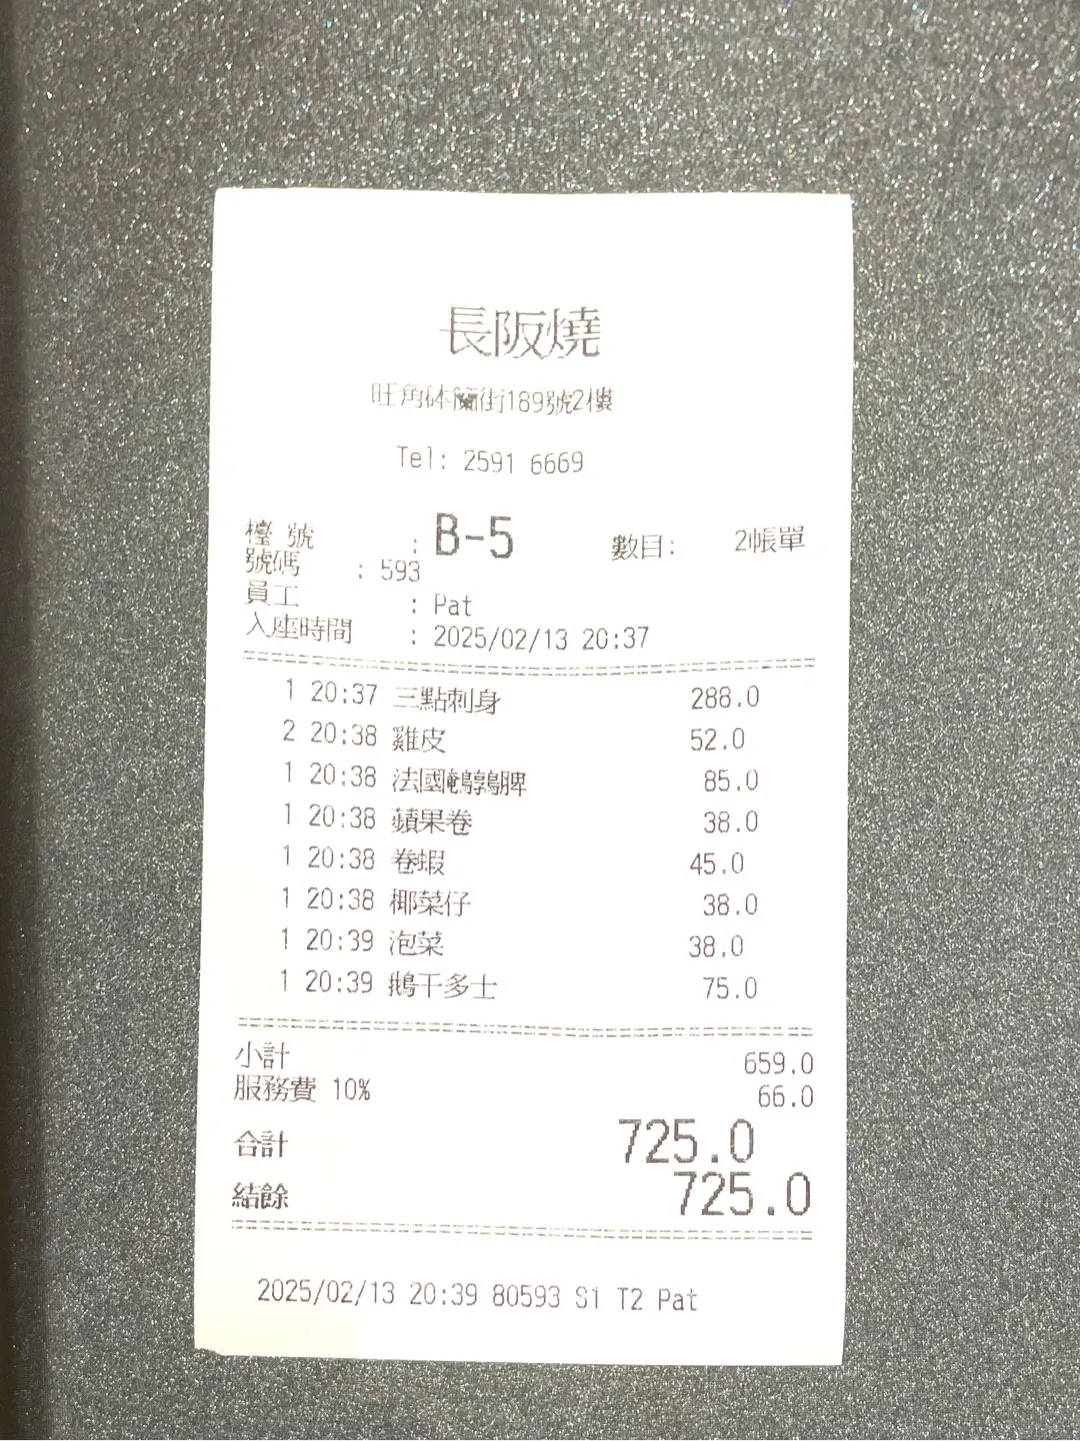 長阪燒
旺角砵蘭街189號2樓
Tel: 2591 6669
檯 號 : B-5 數目: 2帳單
號碼 : 593
員工 : Pat
入座時間 : 2025/02/13 20:37
1 20:37 三點刺身 288.0
2 20:38 雞皮 52.0
1 20:38 法國鵪鶉脾 85.0
1 20:38 蘋果卷 38.0
1 20:38 卷蝦 45.0
1 20:38 椰菜仔 38.0
1 20:39 泡菜 38.0
1 20:39 鵝干多士 75.0
小計 659.0
服務費 10% 66.0
合計 725.0
結餘 725.0
2025/02/13 20:39 80593 S1 T2 Pat